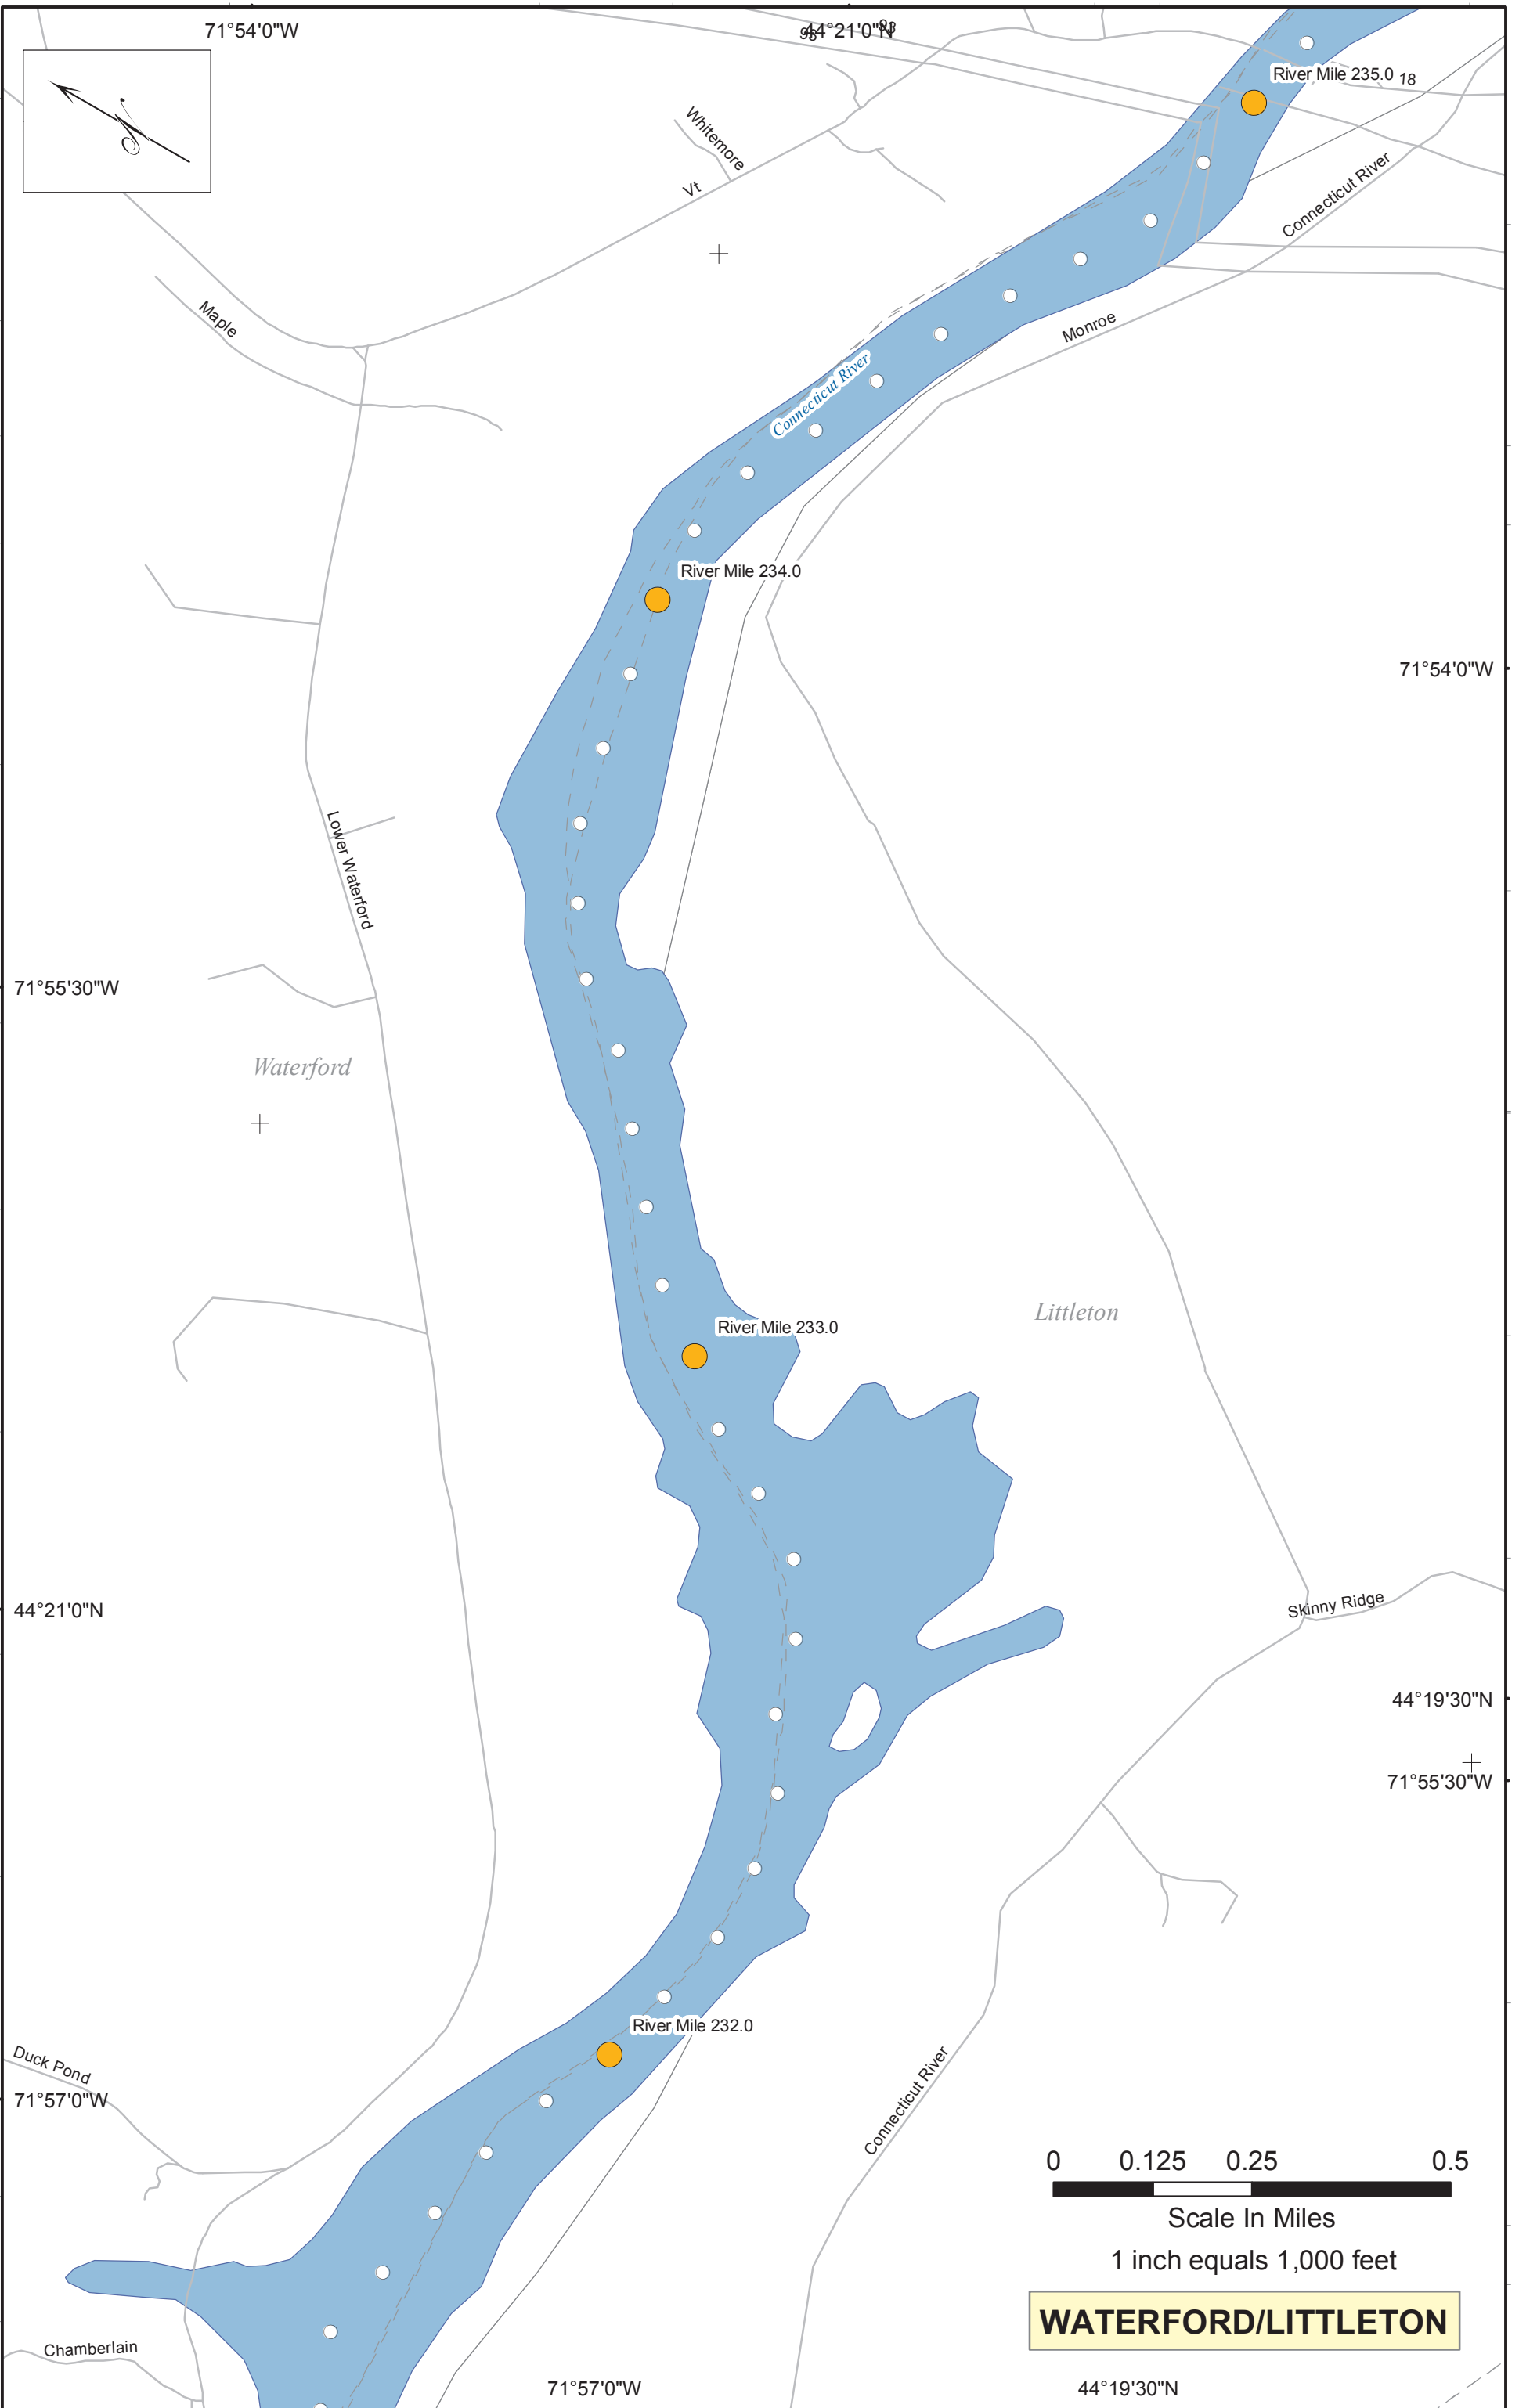 71°54'0"W
44°21'0"N
93
93
River Mile 235.0
18
Whitemore
Vt
Connecticut River
Maple
Monroe
Connecticut River
River Mile 234.0
71°54'0"W
Lower Waterford
71°55'30"W
Waterford
Littleton
River Mile 233.0
Skinny Ridge
44°21'0"N
44°19'30"N
71°55'30"W
River Mile 232.0
Duck Pond
71°57'0"W
Connecticut River
0 0.125 0.25 0.5
Scale In Miles
1 inch equals 1,000 feet
WATERFORD/LITTLETON
Chamberlain
71°57'0"W
44°19'30"N